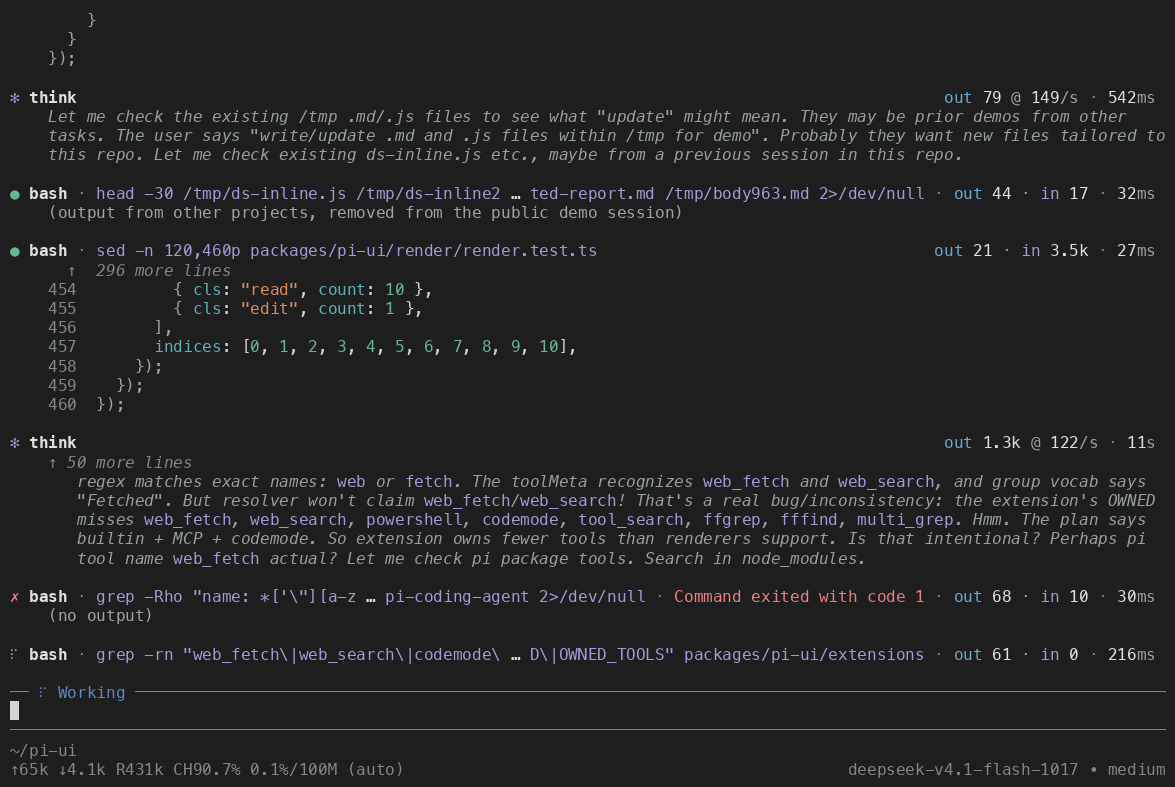 }
      }
    });
✻ think out 79 @ 149/s · 542ms
Let me check the existing /tmp .md/.js files to see what "update" might mean. They may be prior demos from other
tasks. The user says "write/update .md and .js files within /tmp for demo". Probably they want new files tailored to
this repo. Let me check existing ds-inline.js etc., maybe from a previous session in this repo.
● bash · head -30 /tmp/ds-inline.js /tmp/ds-inline2 … ted-report.md /tmp/body963.md 2>/dev/null · out 44 · in 17 · 32ms
(output from other projects, removed from the public demo session)
● bash · sed -n 120,460p packages/pi-ui/render/render.test.ts out 21 · in 3.5k · 27ms
↑ 296 more lines
454         { cls: "read", count: 10 },
455         { cls: "edit", count: 1 },
456       ],
457       indices: [0, 1, 2, 3, 4, 5, 6, 7, 8, 9, 10],
458     });
459   });
460 });
✻ think out 1.3k @ 122/s · 11s
↑ 50 more lines
regex matches exact names: web or fetch. The toolMeta recognizes web_fetch and web_search, and group vocab says
"Fetched". But resolver won't claim web_fetch/web_search! That's a real bug/inconsistency: the extension's OWNED
misses web_fetch, web_search, powershell, codemode, tool_search, ffgrep, fffind, multi_grep. Hmm. The plan says
builtin + MCP + codemode. So extension owns fewer tools than renderers support. Is that intentional? Perhaps pi
tool name web_fetch actual? Let me check pi package tools. Search in node_modules.
✗ bash · grep -Rho "name: *['\"][a-z … pi-coding-agent 2>/dev/null · Command exited with code 1 · out 68 · in 10 · 30ms
(no output)
⠏ bash · grep -rn "web_fetch\|web_search\|codemode\ … D\|OWNED_TOOLS" packages/pi-ui/extensions · out 61 · in 0 · 216ms
⠏ Working
~/pi-ui
↑65k ↓4.1k R431k CH90.7% 0.1%/100M (auto) deepseek-v4.1-flash-1017 • medium